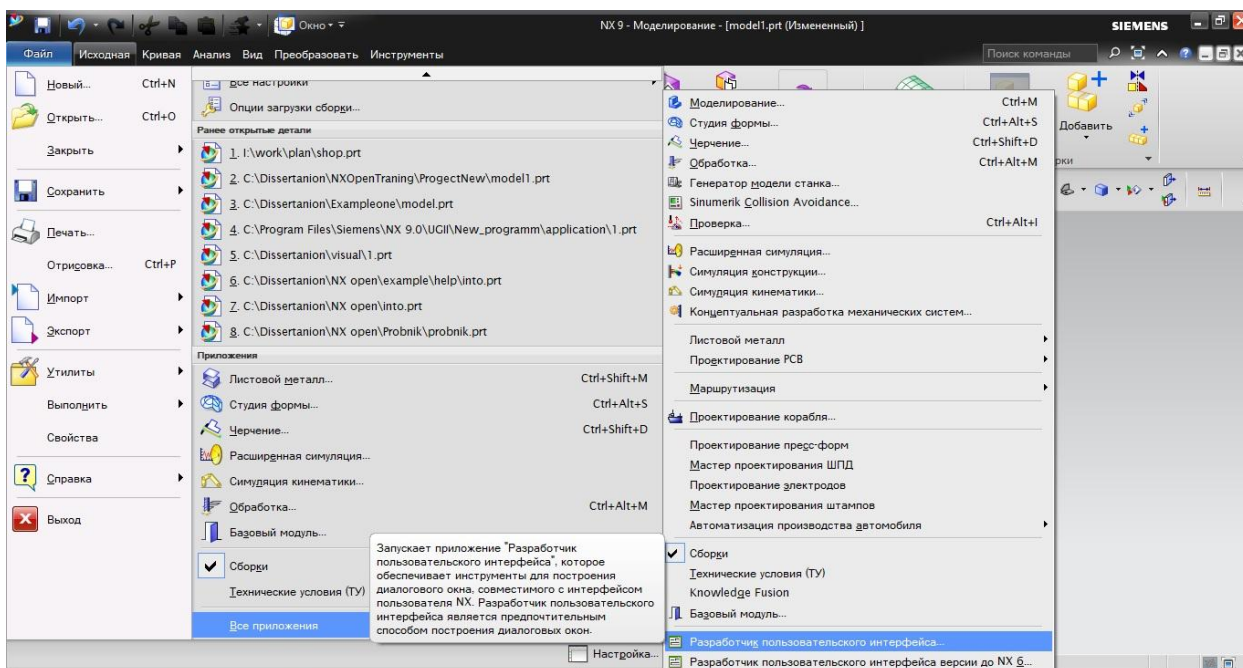 Окно
NX 9 - Моделирование - [model1.prt (Измененный) ]
SIEMENS
Файл Исходная Кривая Анализ Вид Преобразовать Инструменты
Поиск команды
Новый... Ctrl+N
Открыть... Ctrl+O
Закрыть
Сохранить
Печать...
Отрисовка... Ctrl+P
Импорт
Экспорт
Утилиты
Выполнить
Свойства
Справка
Выход
Все настройки
Опции загрузки сборки...
Ранее открытые детали
1. I:\work\plan\shop.prt
2. C:\Dissertanion\NXOpenTraning\ProgectNew\model1.prt
3. C:\Dissertanion\Exampleone\model.prt
4. C:\Program Files\Siemens\NX 9.0\UGII\New_programm\application\1.prt
5. C:\Dissertanion\visual\1.prt
6. C:\Dissertanion\NX open\example\help\into.prt
7. C:\Dissertanion\NX open\into.prt
8. C:\Dissertanion\NX open\Probnik\probnik.prt
Приложения
Листовой металл... Ctrl+Shift+M
Студия формы... Ctrl+Alt+S
Черчение... Ctrl+Shift+D
Расширенная симуляция...
Симуляция кинематики...
Обработка... Ctrl+Alt+M
Базовый модуль...
Сборки
Технические условия (ТУ)
Все приложения
Запускает приложение "Разработчик
пользовательского интерфейса", которое
обеспечивает инструменты для построения
диалогового окна, совместимого с интерфейсом
пользователя NX. Разработчик пользовательского
интерфейса является предпочтительным
способом построения диалоговых окон.
Настройка...
Моделирование... Ctrl+M
Студия формы... Ctrl+Alt+S
Черчение... Ctrl+Shift+D
Обработка... Ctrl+Alt+M
Генератор модели станка...
Sinumerik Collision Avoidance...
Проверка... Ctrl+Alt+I
Расширенная симуляция...
Симуляция конструкции...
Симуляция кинематики...
Концептуальная разработка механических систем...
Листовой металл
Проектирование PCB
Маршрутизация
Проектирование корабля...
Проектирование пресс-форм
Мастер проектирования ШПД
Проектирование электродов
Мастер проектирования штампов
Автоматизация производства автомобиля
Сборки
Технические условия (ТУ)
Knowledge Fusion
Базовый модуль...
Разработчик пользовательского интерфейса...
Разработчик пользовательского интерфейса версии до NX 6...
Добавить
рки